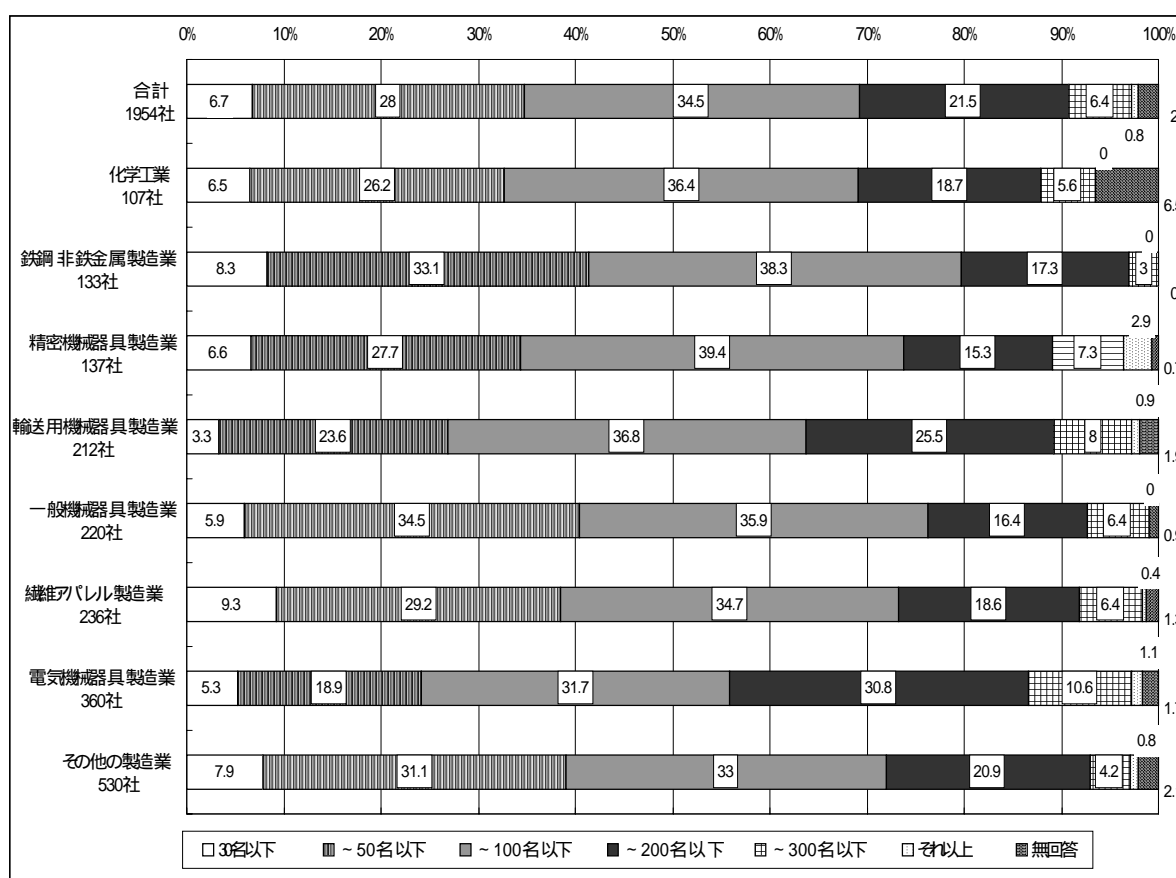 0% 10% 20% 30% 40% 50% 60% 70% 80% 90% 100%
合計
1954社
6.7 28 34.5 21.5 6.4 0.8
化学工業
107社
6.5 26.2 36.4 18.7 5.6 0
鉄鋼 非鉄金属製造業
133社
8.3 33.1 38.3 17.3 3 0
精密機械器具製造業
137社
6.6 27.7 39.4 15.3 7.3 2.9
輸送用機械器具製造業
212社
3.3 23.6 36.8 25.5 8 0.9
一般機械器具製造業
220社
5.9 34.5 35.9 16.4 6.4 0
繊維アパレル製造業
236社
9.3 29.2 34.7 18.6 6.4 0.4
電気機械器具製造業
360社
5.3 18.9 31.7 30.8 10.6 1.1
その他の製造業
530社
7.9 31.1 33 20.9 4.2 0.8
30名以下 ~50名以下 ~100名以下 ~200名以下 ~300名以下 それ以上 無回答